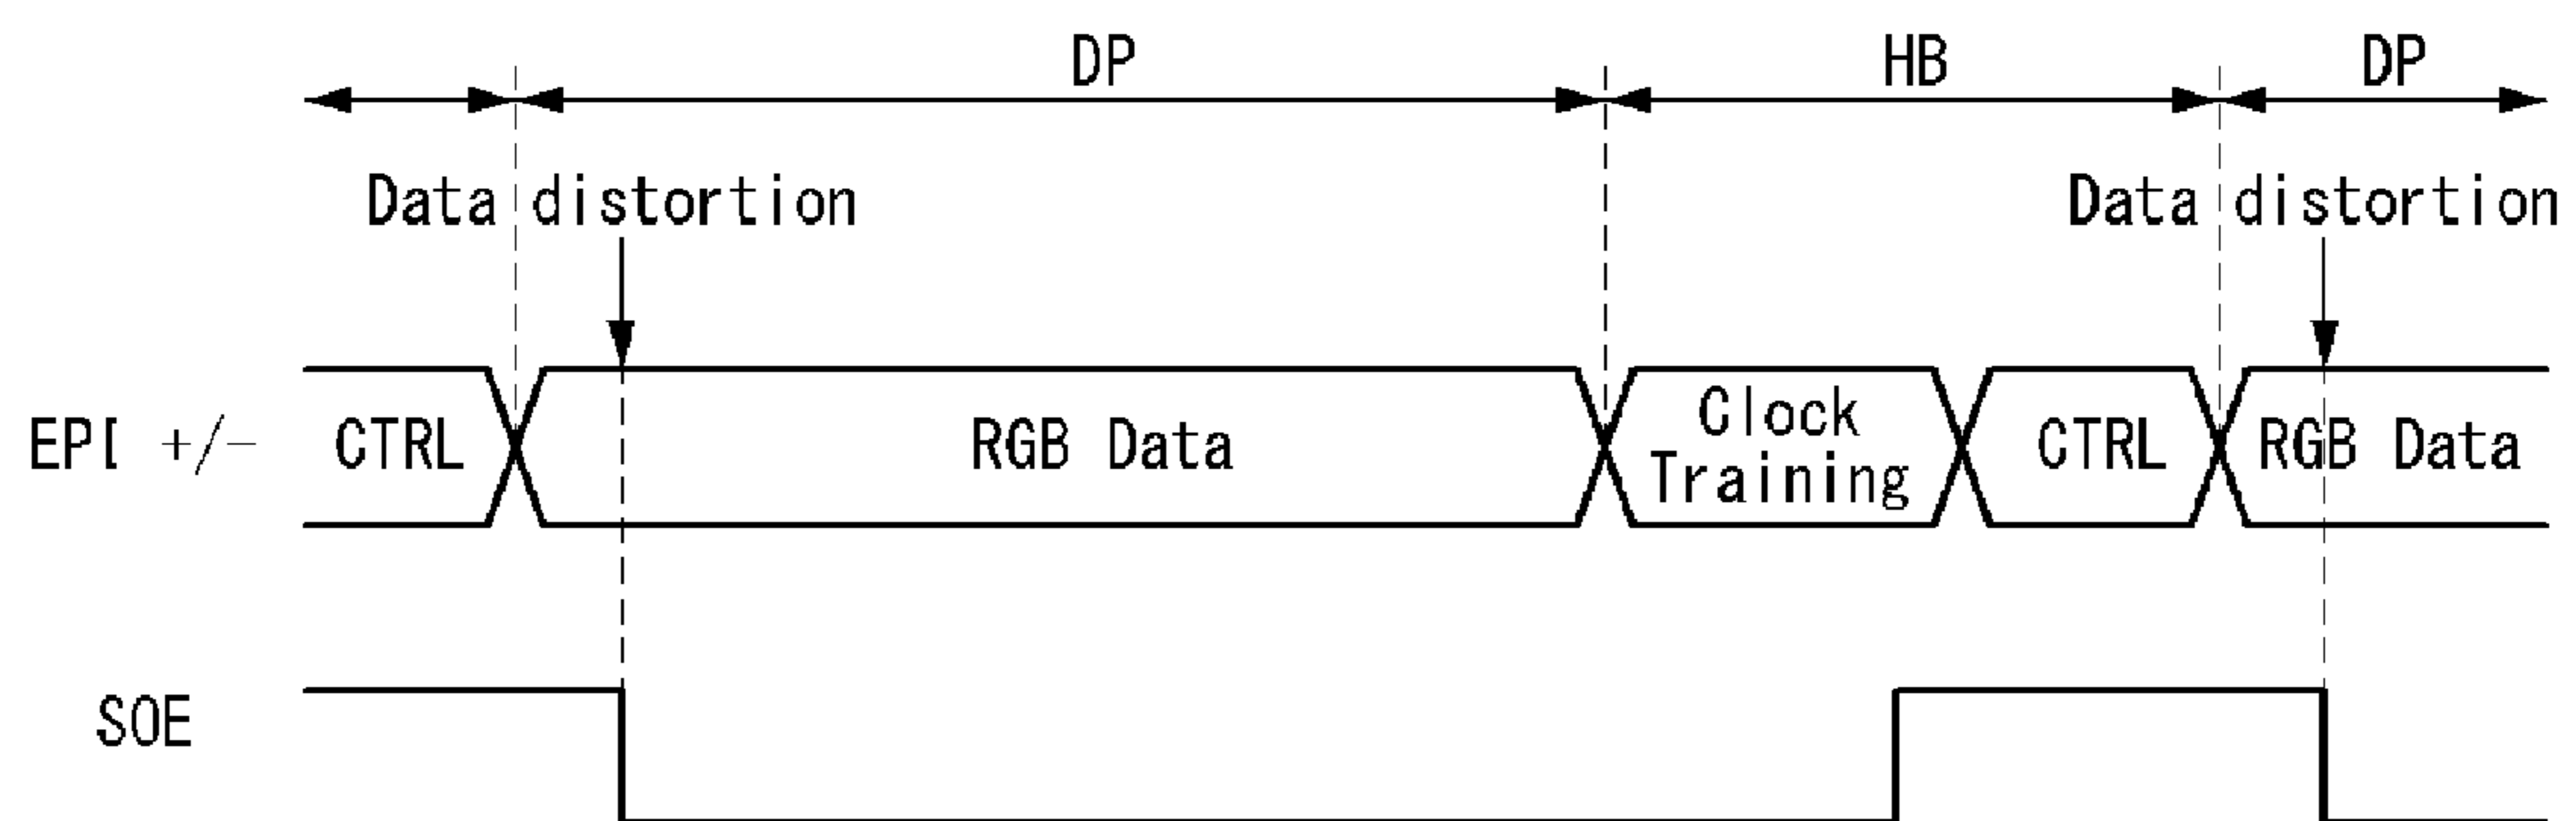 DP HB DP
Data distortion Data distortion
EPI +/- CTRL RGB Data Clock Training CTRL RGB Data
SOE